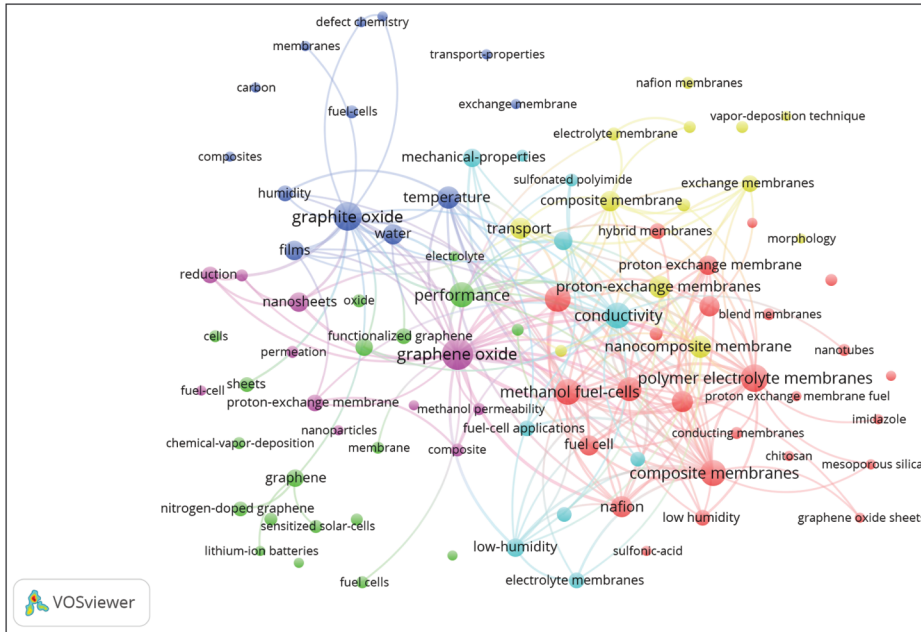 defect chemistry
membranes
transport-properties
nafion membranes
carbon
exchange membrane
vapor-deposition technique
fuel-cells
electrolyte membrane
composites
mechanical-properties
sulfonated polyimide
exchange membranes
humidity
temperature
composite membrane
graphite oxide
water
transport
hybrid membranes
films
electrolyte
morphology
proton exchange membrane
reduction
nanosheets
oxide
performance
proton-exchange membranes
conductivity
blend membranes
cells
functionalized graphene
permeation
graphene oxide
nanocomposite membrane
nanotubes
fuel-cell
sheets
methanol fuel-cells
polymer electrolyte membranes
proton-exchange membrane
methanol permeability
proton exchange membrane fuel
nanoparticles
fuel-cell applications
imidazole
chemical-vapor-deposition
membrane
composite
fuel cell
conducting membranes
chitosan
mesoporous silica
graphene
composite membranes
nitrogen-doped graphene
nafion
low humidity
graphene oxide sheets
sensitized solar-cells
lithium-ion batteries
low-humidity
sulfonic-acid
fuel cells
electrolyte membranes
VOSviewer